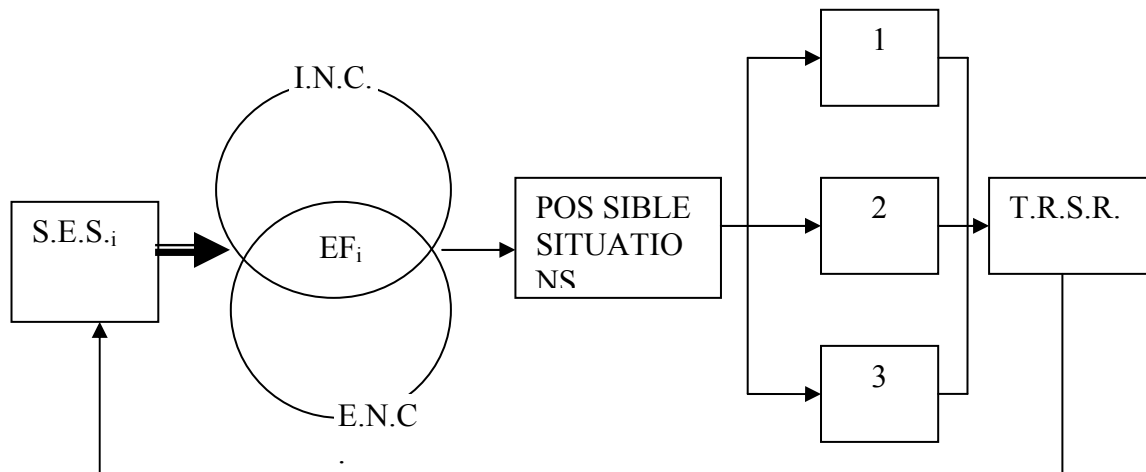 I.N.C.
S.E.S.i
EFi
E.N.C
.
POS SIBLE
SITUATIO
NS
1
2
3
T.R.S.R.